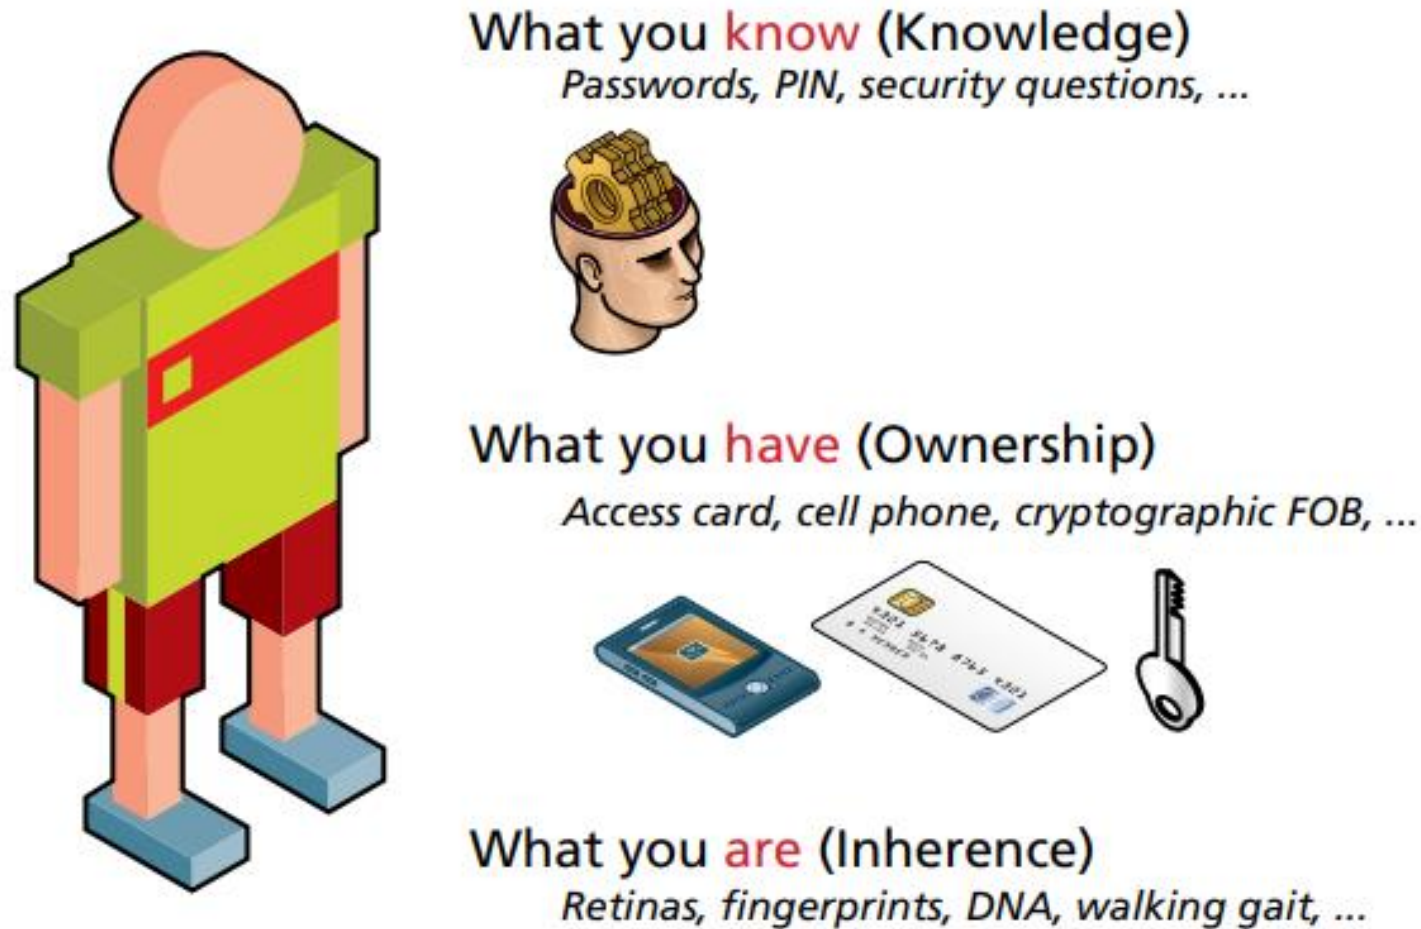 What you know (Knowledge)
Passwords, PIN, security questions, ...
What you have (Ownership)
Access card, cell phone, cryptographic FOB, ...
What you are (Inherence)
Retinas, fingerprints, DNA, walking gait, ...